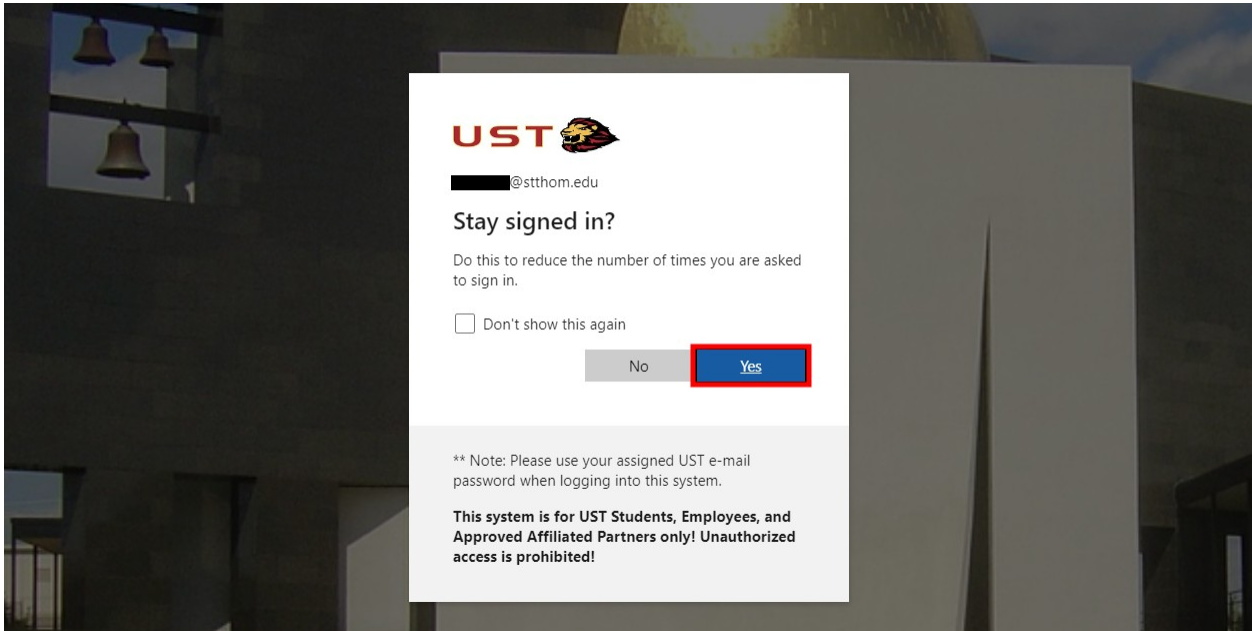 UST
@stthom.edu
Stay signed in?
Do this to reduce the number of times you are asked
to sign in.
Don't show this again
No
Yes
** Note: Please use your assigned UST e-mail
password when logging into this system.
This system is for UST Students, Employees, and
Approved Affiliated Partners only! Unauthorized
access is prohibited!